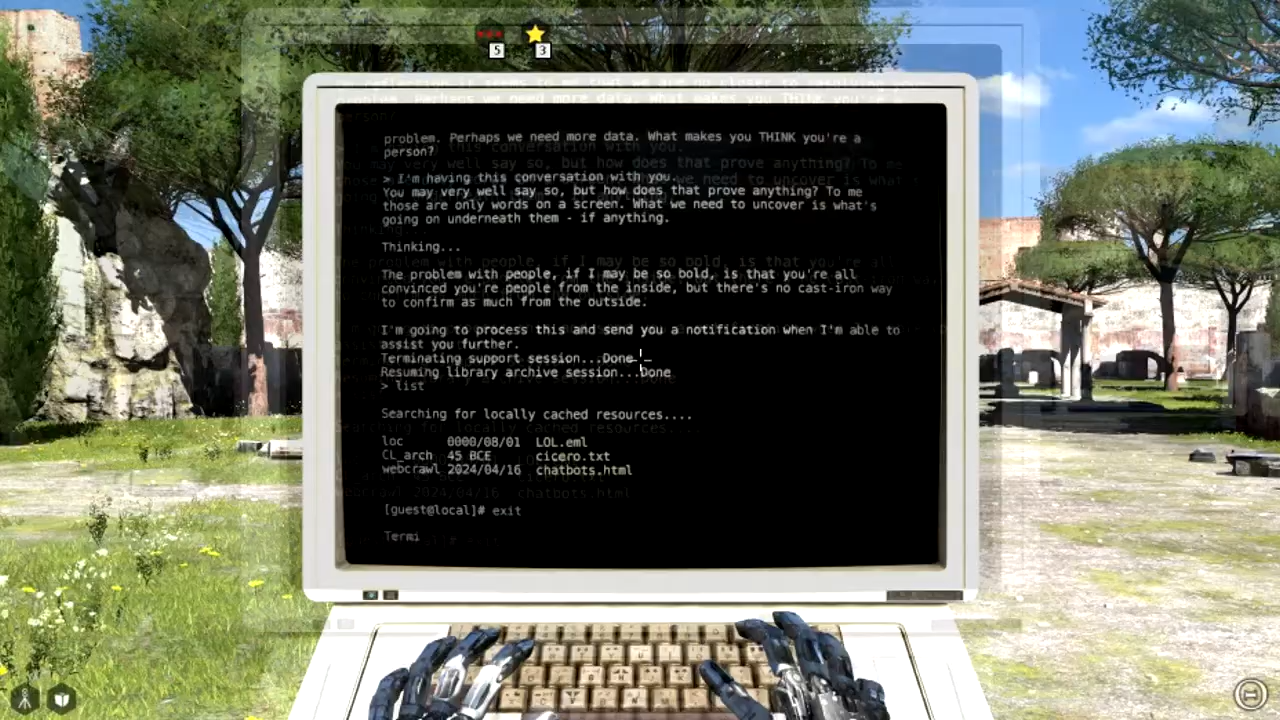 5
3
problem. Perhaps we need more data. What makes you THINK you're a
person?
> I'm having this conversation with you.
You may very well say so, but how does that prove anything? To me
those are only words on a screen. What we need to uncover is what's
going on underneath them - if anything.
Thinking...
The problem with people, if I may be so bold, is that you're all
convinced you're people from the inside, but there's no cast-iron way
to confirm as much from the outside.
I'm going to process this and send you a notification when I'm able to
assist you further.
Terminating support session...Done
Resuming library archive session...Done
> list
Searching for locally cached resources....
loc 0000/08/01 LOL.eml
CL_arch 45 BCE cicero.txt
webcrawl 2024/04/16 chatbots.html
[guest@local]# exit
Termi